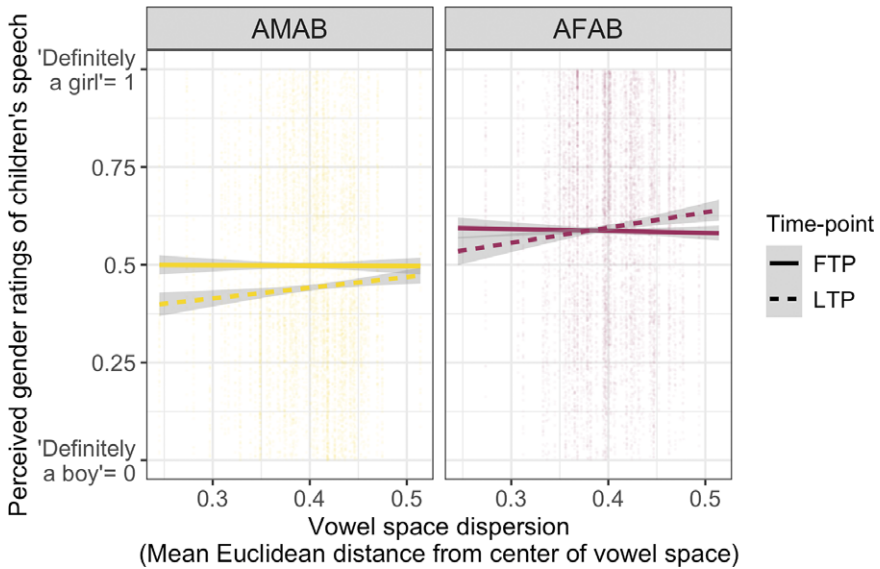 AMAB
AFAB
Perceived gender ratings of children's speech
'Definitely
a girl'= 1
0.75
0.5
0.25
'Definitely
a boy'= 0
0.3
0.4
0.5
0.3
0.4
0.5
Vowel space dispersion
(Mean Euclidean distance from center of vowel space)
Time-point
FTP
LTP